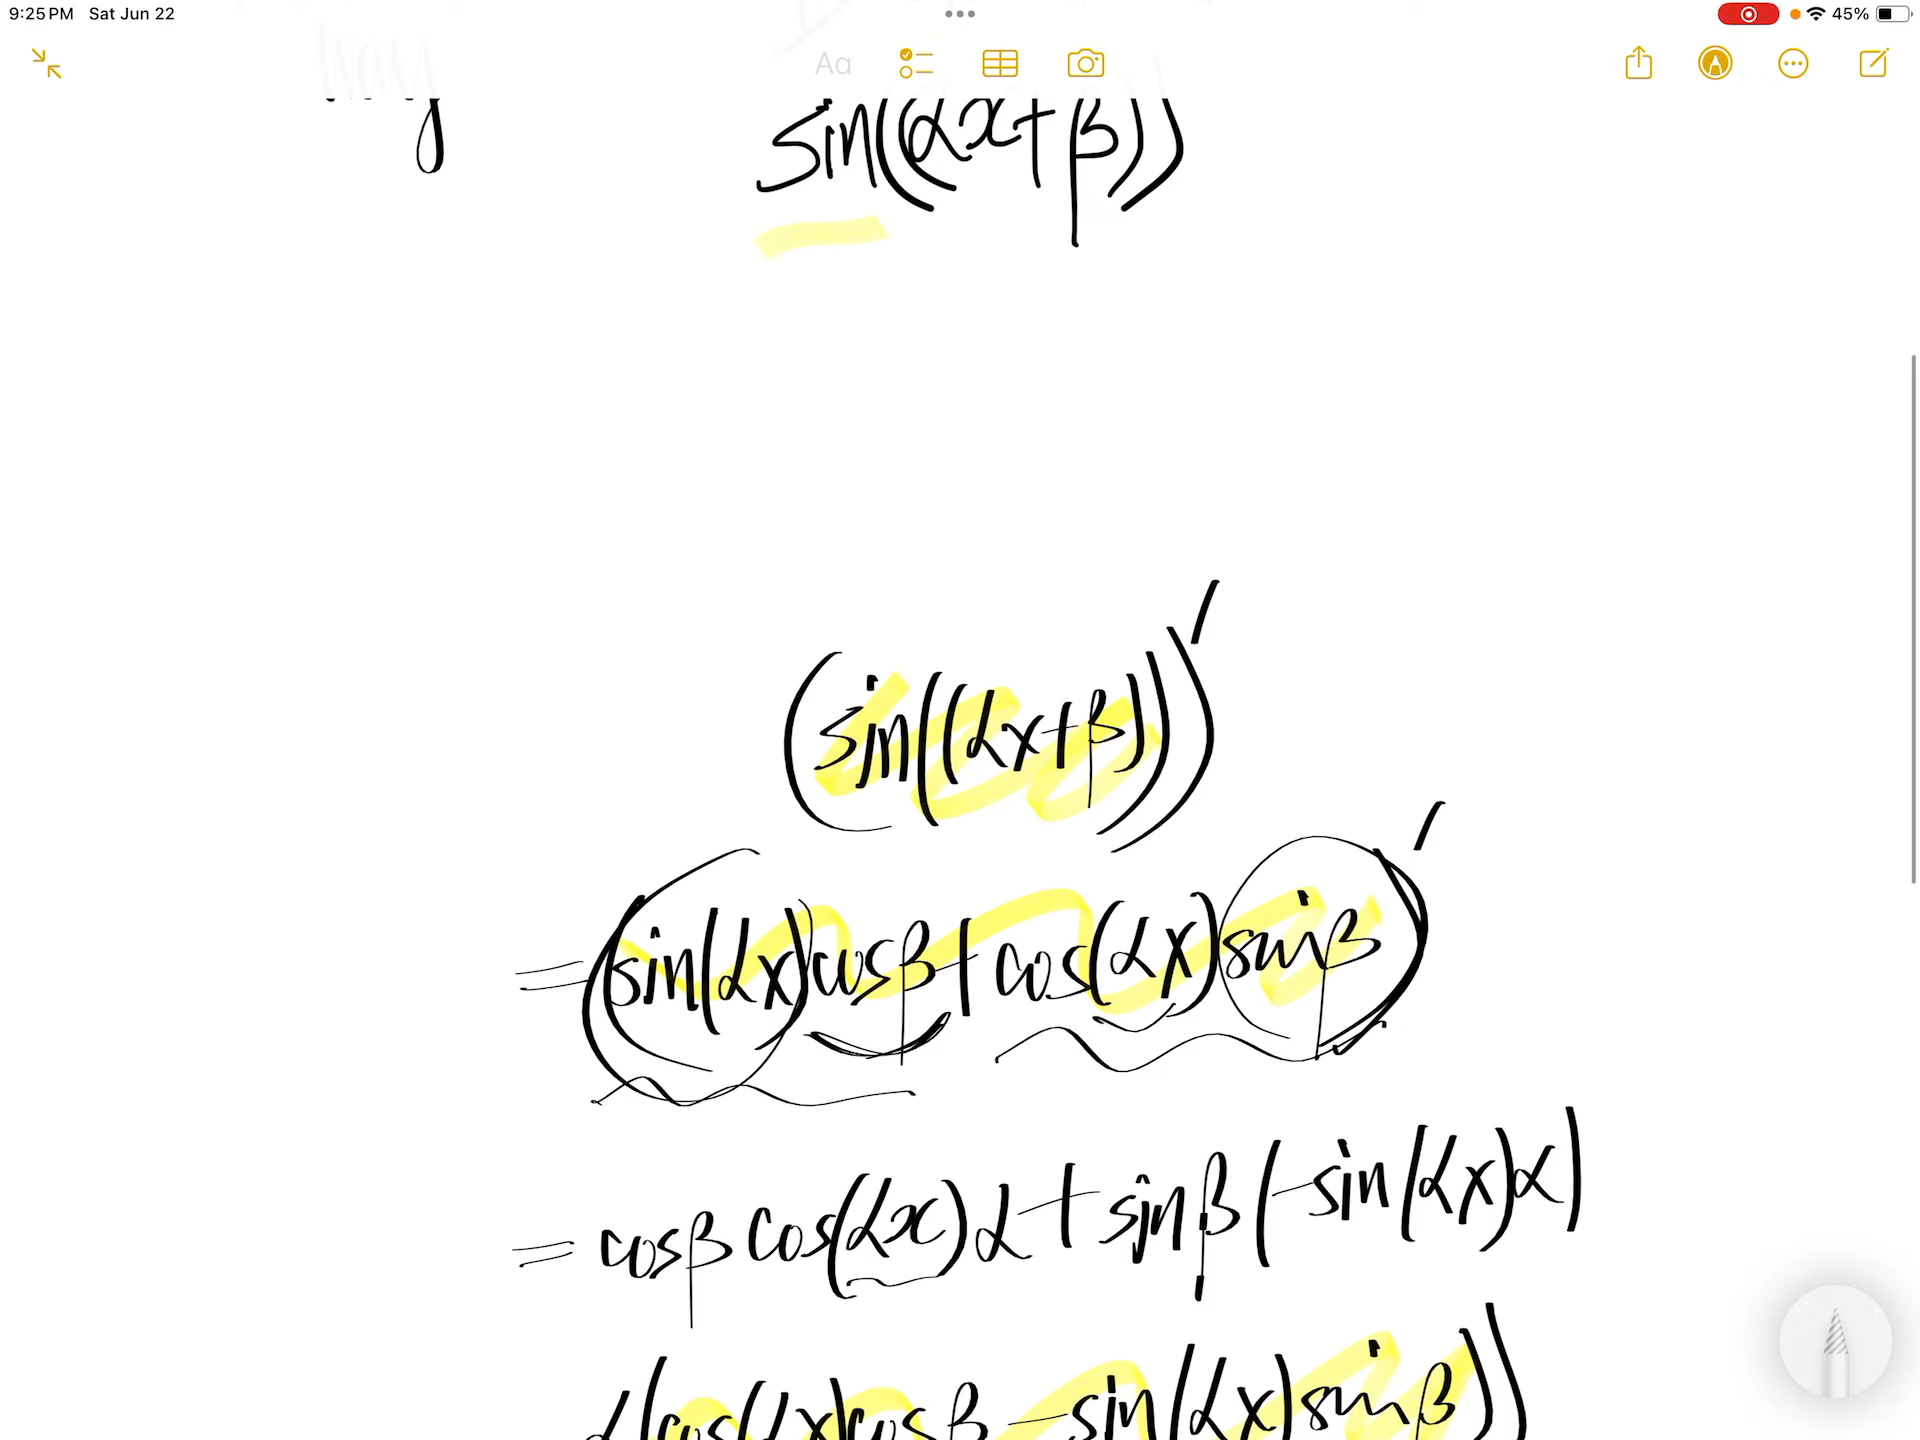 9:25 PM Sat Jun 22
45%
Way
Aa
sin((αx+β))
(sin((αx+β)))′
= (sin(αx)cosβ + cos(αx)sinβ)′
= cosβ cos(αx)α + sinβ(-sin(αx)α)
α(cos(αx)cosβ - sin(αx)sinβ))